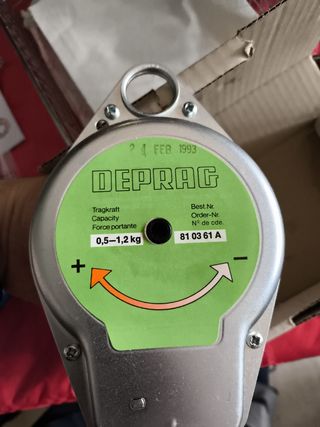 21 FEB 1993
DEPRAG
Tragkraft Best.Nr.
Capacity Order-Nr.
Force portante N° de cde.
0,5—1,2 kg 81 03 61 A
+ −